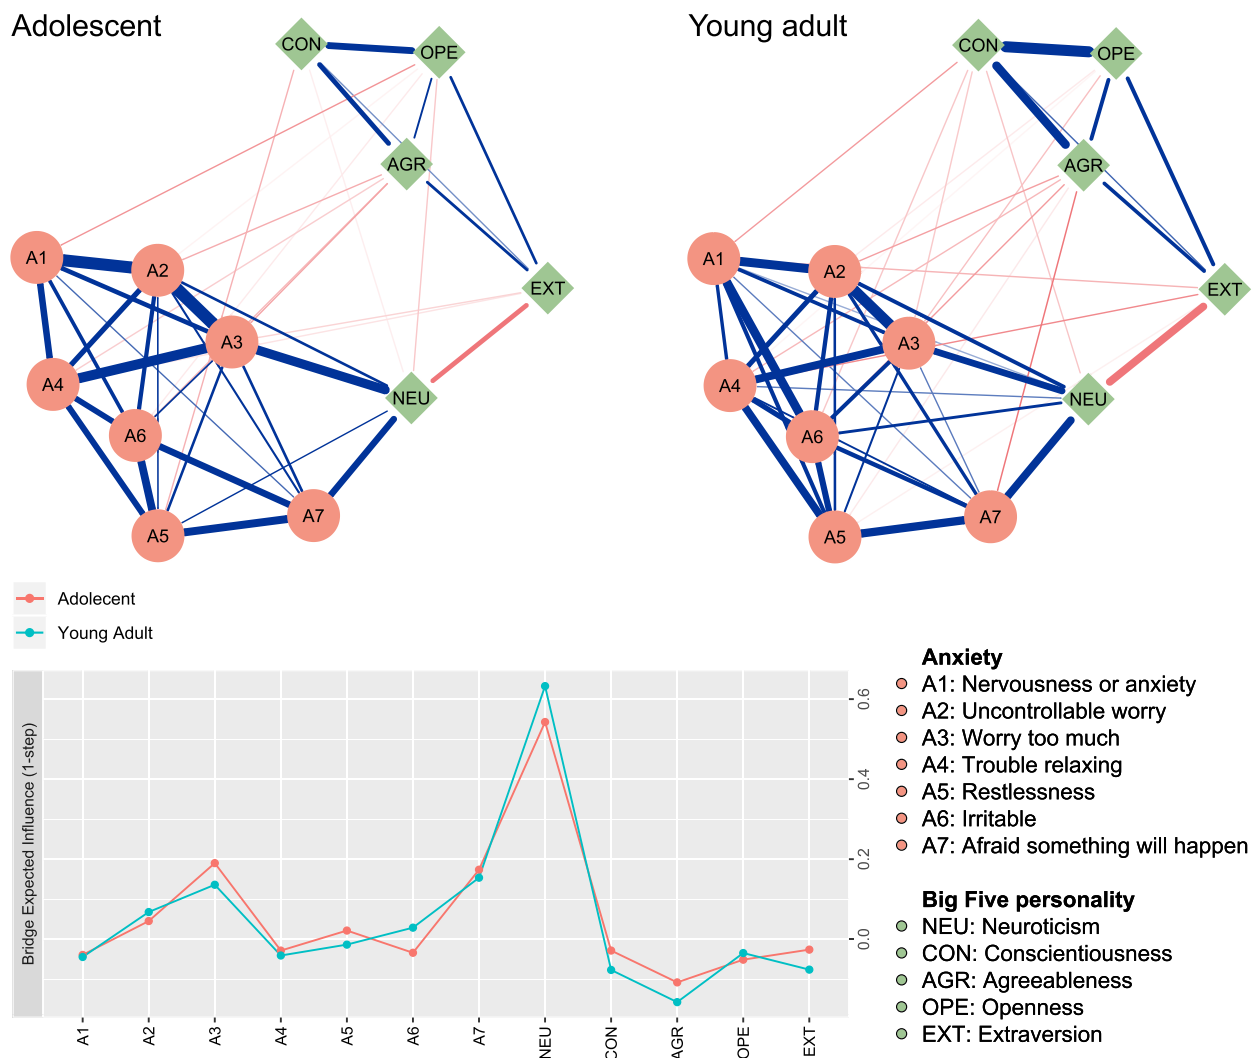 Adolescent
Young adult
CON
OPE
AGR
A1
A2
EXT
A3
A4
NEU
A6
A7
A5
CON
OPE
AGR
A1
A2
EXT
A3
A4
NEU
A6
A7
A5
Adolecent
Young Adult
Bridge Expected Influence (1-step)
0.6
0.4
0.2
0.0
A1
A2
A3
A4
A5
A6
A7
NEU
CON
AGR
OPE
EXT
Anxiety
A1: Nervousness or anxiety
A2: Uncontrollable worry
A3: Worry too much
A4: Trouble relaxing
A5: Restlessness
A6: Irritable
A7: Afraid something will happen
Big Five personality
NEU: Neuroticism
CON: Conscientiousness
AGR: Agreeableness
OPE: Openness
EXT: Extraversion